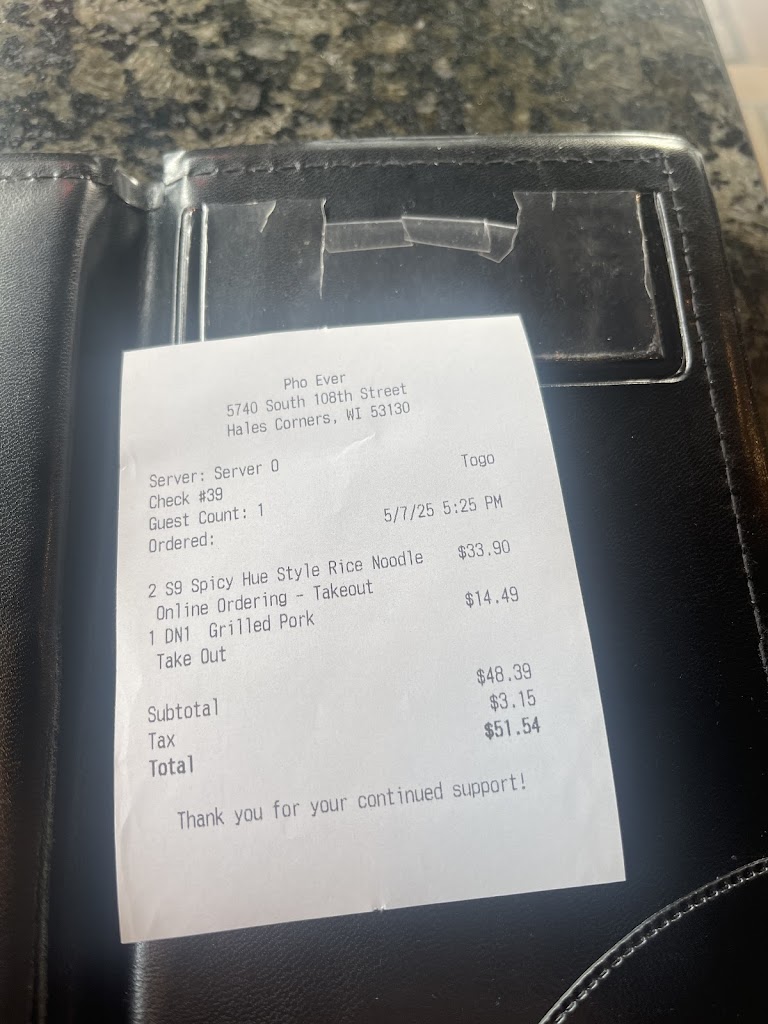 Pho Ever
5740 South 108th Street
Hales Corners, WI 53130
Server: Server 0 Togo
Check #39
Guest Count: 1 5/7/25 5:25 PM
Ordered:
2 S9 Spicy Hue Style Rice Noodle $33.90
Online Ordering - Takeout
1 DN1 Grilled Pork $14.49
Take Out
Subtotal $48.39
Tax $3.15
Total $51.54
Thank you for your continued support!